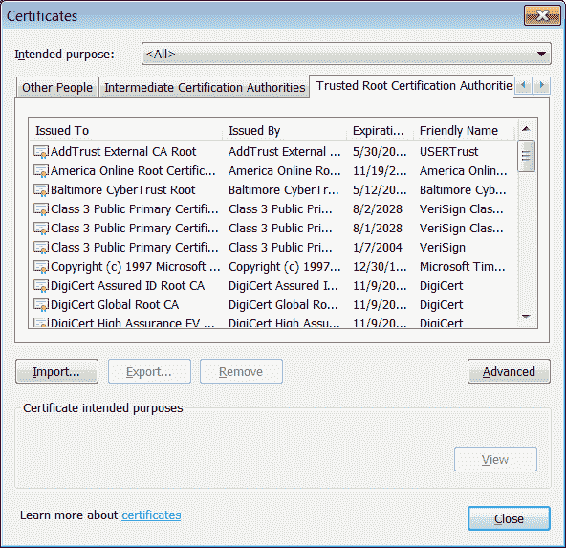 Certificates
Intended purpose: <All>
Other People Intermediate Certification Authorities Trusted Root Certification Authoritie
Issued To Issued By Expirati... Friendly Name
AddTrust External CA Root AddTrust External ... 5/30/20... USERTrust
America Online Root Certific... America Online Ro... 11/19/2... America Onlin...
Baltimore CyberTrust Root Baltimore CyberTr... 5/12/20... Baltimore Cyb...
Class 3 Public Primary Certifi... Class 3 Public Pri... 8/2/2028 VeriSign Clas...
Class 3 Public Primary Certifi... Class 3 Public Pri... 8/1/2028 VeriSign Clas...
Class 3 Public Primary Certifi... Class 3 Public Pri... 1/7/2004 VeriSign
Copyright (c) 1997 Microsoft ... Copyright (c) 1997... 12/30/1... Microsoft Tim...
DigiCert Assured ID Root CA DigiCert Assured I... 11/9/20... DigiCert
DigiCert Global Root CA DigiCert Global Ro... 11/9/20... DigiCert
DigiCert High Assurance EV ... DigiCert High Assu... 11/9/20... DigiCert
Import... Export... Remove Advanced
Certificate intended purposes
View
Learn more about certificates
Close